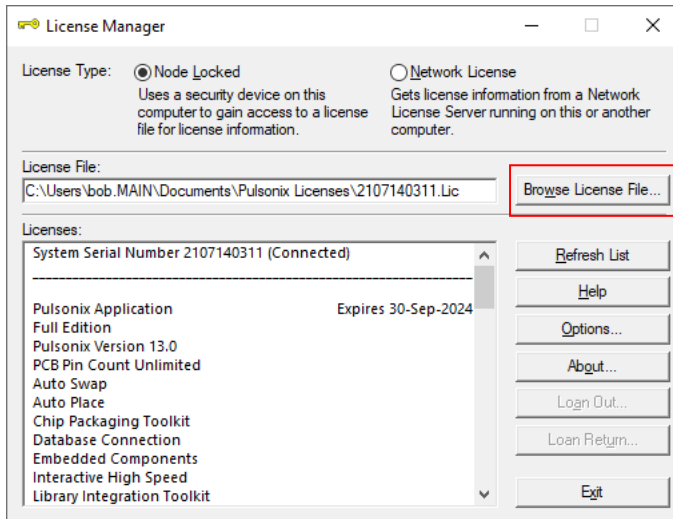 License Manager
License Type:
Node Locked
Uses a security device on this
computer to gain access to a license
file for license information.
Network License
Gets license information from a Network
License Server running on this or another
computer.
License File:
C:\Users\bob.MAIN\Documents\Pulsonix Licenses\2107140311.Lic
Browse License File...
Licenses:
System Serial Number 2107140311 (Connected)
Pulsonix Application Expires 30-Sep-2024
Full Edition
Pulsonix Version 13.0
PCB Pin Count Unlimited
Auto Swap
Auto Place
Chip Packaging Toolkit
Database Connection
Embedded Components
Interactive High Speed
Library Integration Toolkit
Refresh List
Help
Options...
About...
Loan Out...
Loan Return...
Exit